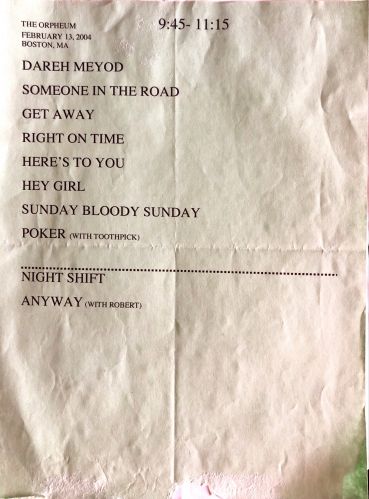 THE ORPHEUM 9:45- 11:15
FEBRUARY 13, 2004
BOSTON, MA
DAREH MEYOD
SOMEONE IN THE ROAD
GET AWAY
RIGHT ON TIME
HERE'S TO YOU
HEY GIRL
SUNDAY BLOODY SUNDAY
POKER (WITH TOOTHPICK)
NIGHT SHIFT
ANYWAY (WITH ROBERT)